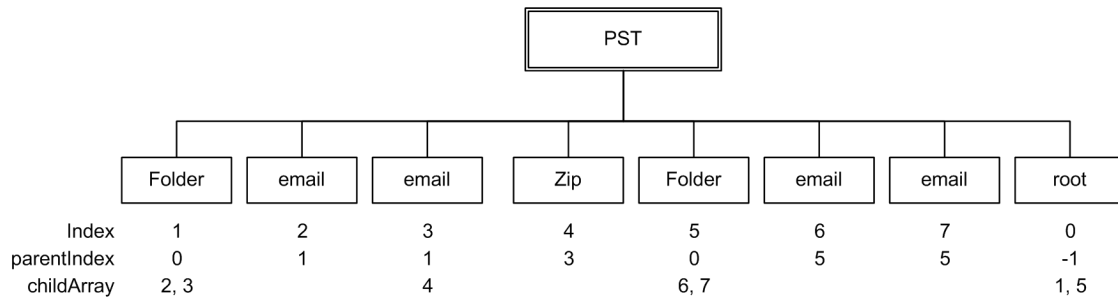 PST
Folder email email Zip Folder email email root
Index 1 2 3 4 5 6 7 0
parentIndex 0 1 1 3 0 5 5 -1
childArray 2, 3 4 6, 7 1, 5